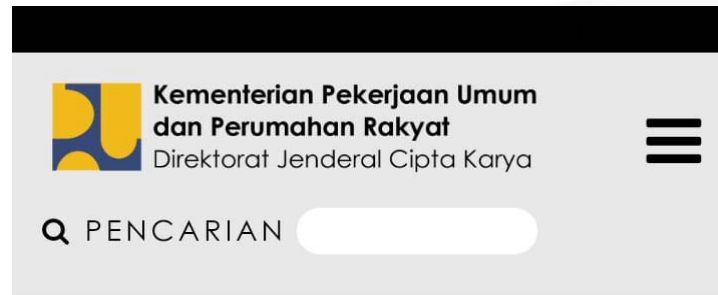 Kementerian Pekerjaan Umum
dan Perumahan Rakyat
Direktorat Jenderal Cipta Karya
PENCARIAN